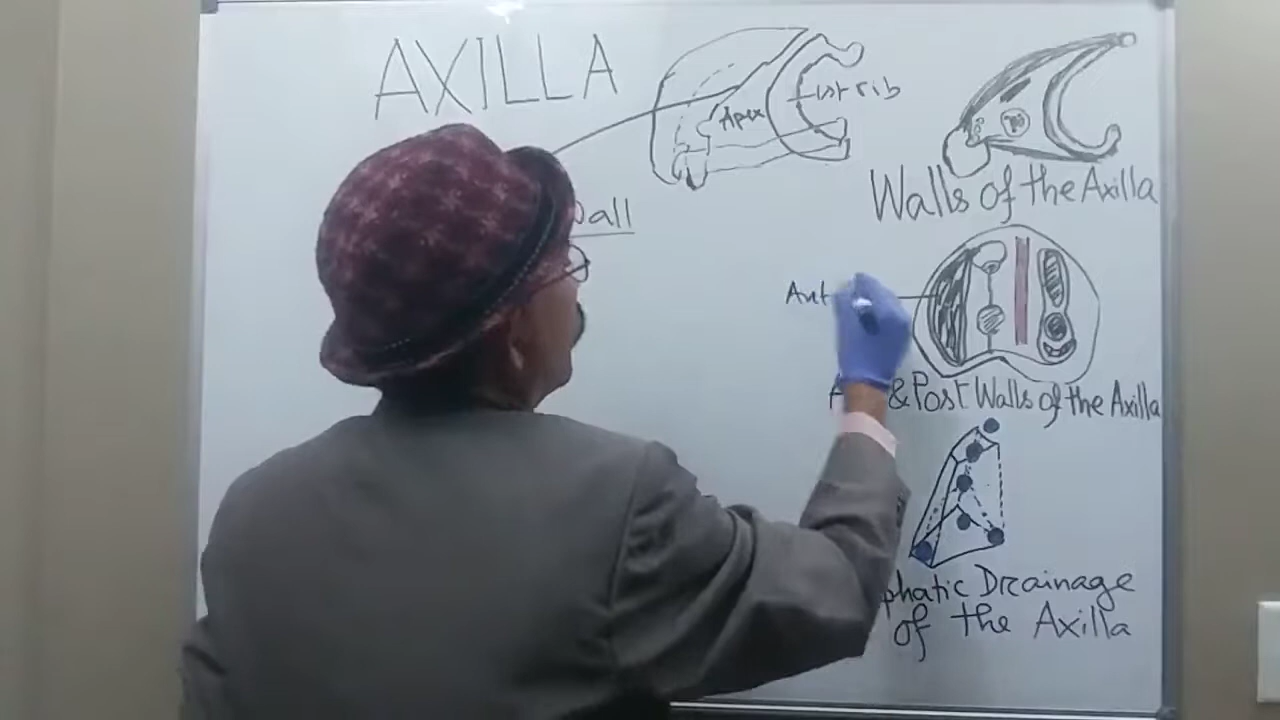 AXILLA
Apex
1st rib
Walls of the Axilla
Wall
Ant
& Post Walls of the Axilla
phatic Drainage
of the Axilla